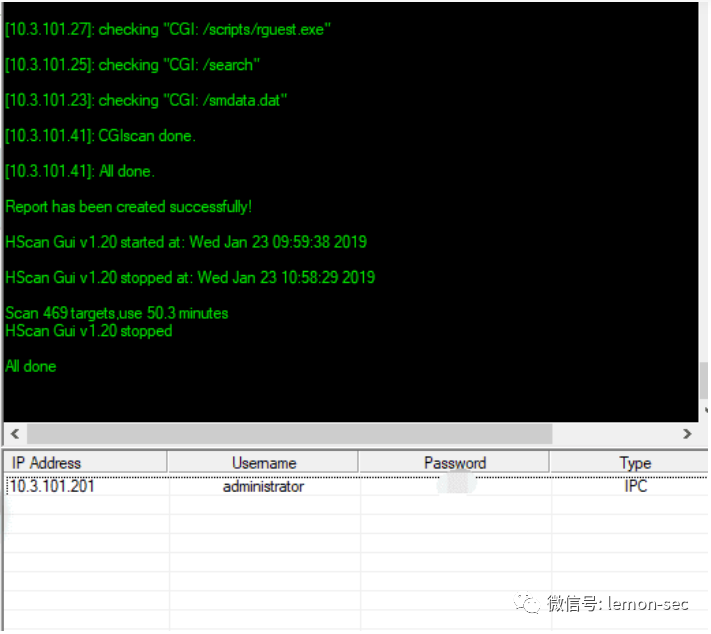 [10.3.101.27]: checking "CGI: /scripts/rguest.exe"
[10.3.101.25]: checking "CGI: /search"
[10.3.101.23]: checking "CGI: /smdata.dat"
[10.3.101.41]: CGIscan done.
[10.3.101.41]: All done.
Report has been created successfully!
HScan Gui v1.20 started at: Wed Jan 23 09:59:38 2019
HScan Gui v1.20 stopped at: Wed Jan 23 10:58:29 2019
Scan 469 targets,use 50.3 minutes
HScan Gui v1.20 stopped
All done
IP Address Username Password Type
10.3.101.201 administrator IPC
微信号: lemon-sec